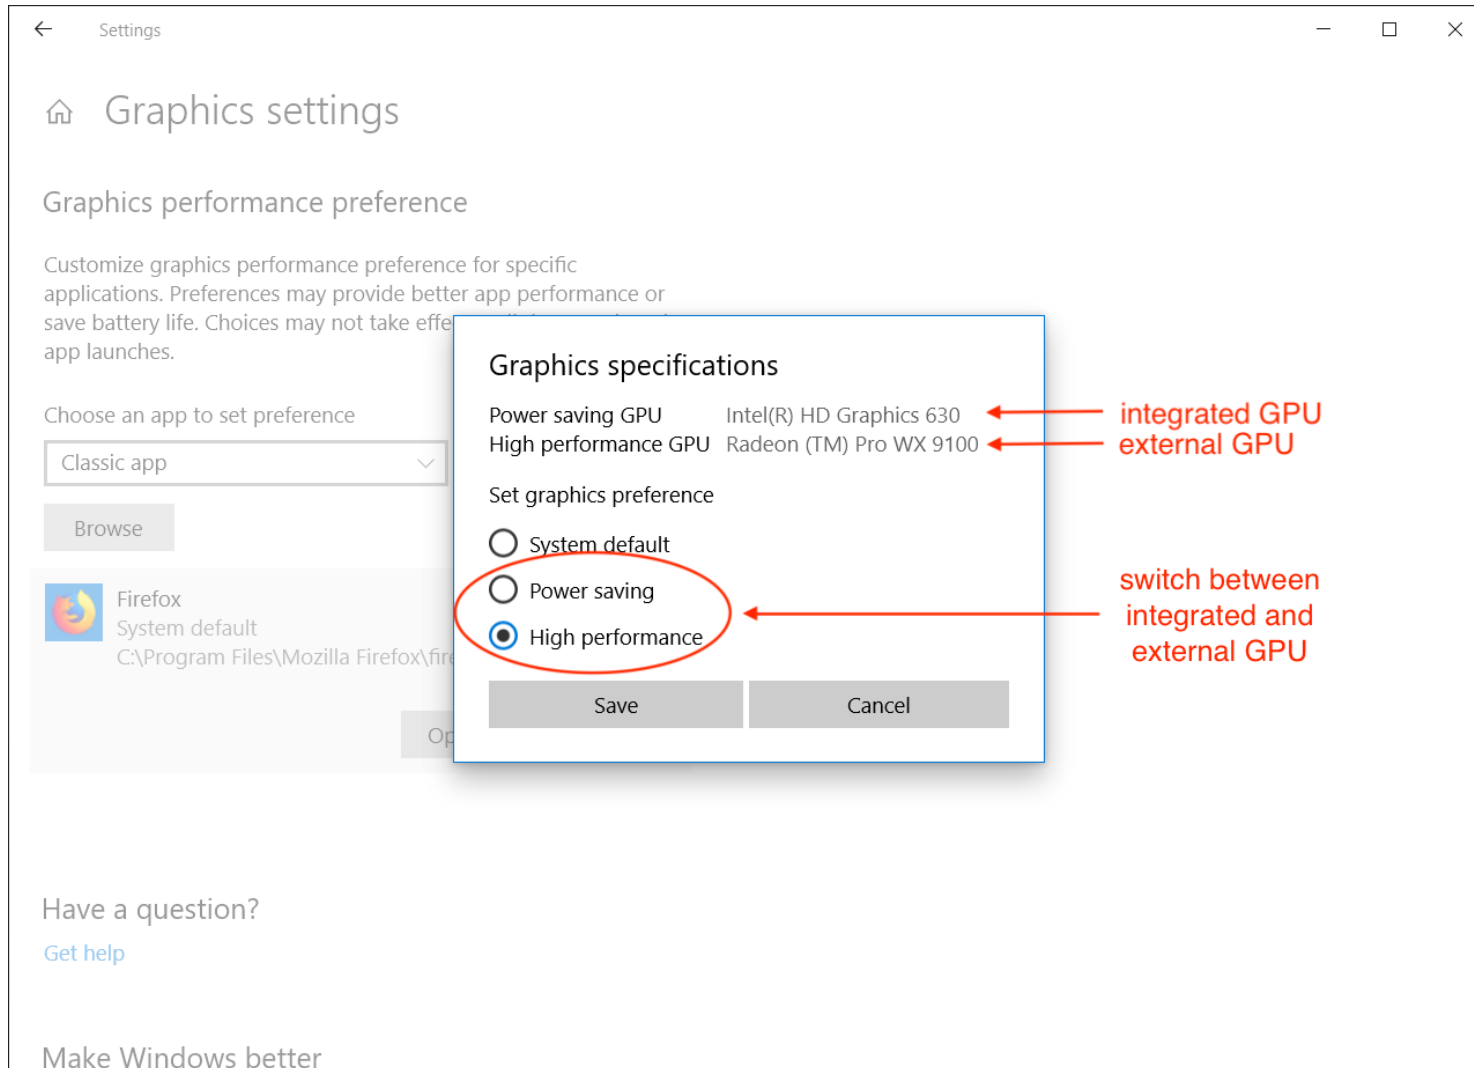 Settings
Graphics settings
Graphics performance preference
Customize graphics performance preference for specific
applications. Preferences may provide better app performance or
save battery life. Choices may not take
app launches.
Choose an app to set preference
Classic app
Browse
Firefox
System default
C:\Program Files\Mozilla Firefox\fire
Graphics specifications
Power saving GPU Intel(R) HD Graphics 630
High performance GPU Radeon (TM) Pro WX 9100
Set graphics preference
System default
Power saving
High performance
Save Cancel
integrated GPU
external GPU
switch between
integrated and
external GPU
Have a question?
Get help
Make Windows better